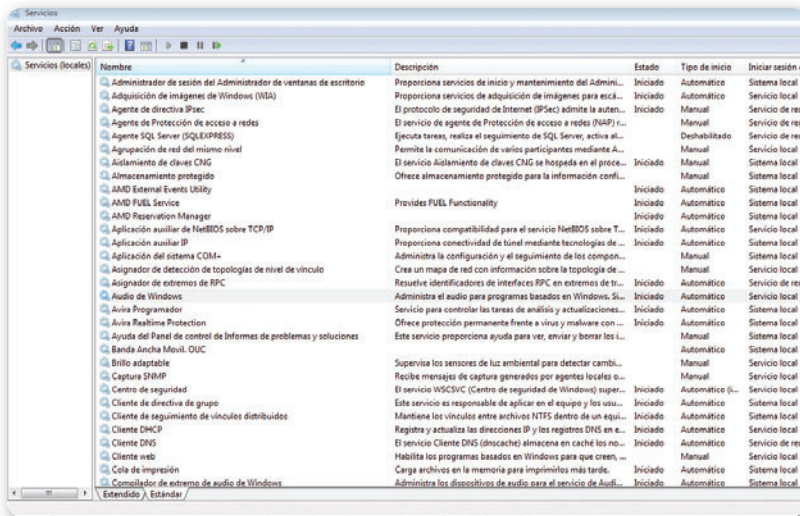 Servicios
Archivo Acción Ver Ayuda
Servicios (locales)
Nombre Descripción Estado Tipo de inicio Iniciar sesión
Administrador de sesión del Administrador de ventanas de escritorio Proporciona servicios de inicio y mantenimiento del Admini... Iniciado Automático Sistema local
Adquisición de imágenes de Windows (WIA) Proporciona servicios de adquisición de imágenes para escá... Iniciado Automático Servicio local
Agente de directiva IPsec El protocolo de seguridad de Internet (IPSec) admite la auten... Iniciado Manual Servicio de re
Agente de Protección de acceso a redes El servicio de agente de Protección de acceso a redes (NAP) r... Manual Servicio de re
Agente SQL Server (SQLEXPRESS) Ejecuta tareas, realiza el seguimiento de SQL Server, activa al... Deshabilitado Servicio de re
Agrupación de red del mismo nivel Permite la comunicación de varios participantes mediante A... Manual Servicio local
Aislamiento de claves CNG El servicio Aislamiento de claves CNG se hospeda en el proce... Iniciado Manual Sistema local
Almacenamiento protegido Ofrece almacenamiento protegido para la información confi... Manual Sistema local
AMD External Events Utility Iniciado Automático Sistema local
AMD FUEL Service Provides FUEL Functionality Iniciado Automático Sistema local
AMD Reservation Manager Iniciado Automático Sistema local
Aplicación auxiliar de NetBIOS sobre TCP/IP Proporciona compatibilidad para el servicio NetBIOS sobre T... Iniciado Automático Servicio local
Aplicación auxiliar IP Proporciona conectividad de túnel mediante tecnologías de ... Iniciado Automático Sistema local
Aplicación del sistema COM+ Administra la configuración y el seguimiento de los compon... Manual Sistema local
Asignador de detección de topologías de nivel de vínculo Crea un mapa de red con información sobre la topología de ... Manual Servicio local
Asignador de extremos de RPC Resuelve identificadores de interfaces RPC en extremos de tr... Iniciado Automático Servicio de re
Audio de Windows Administra el audio para programas basados en Windows. Si... Iniciado Automático Servicio local
Avira Programador Servicio para controlar las tareas de análisis y actualizaciones... Iniciado Automático Sistema local
Avira Realtime Protection Ofrece protección permanente frente a virus y malware con ... Iniciado Automático Sistema local
Ayuda del Panel de control de Informes de problemas y soluciones Este servicio proporciona ayuda para ver, enviar y borrar los i... Manual Sistema local
Banda Ancha Movil. OUC Automático Sistema local
Brillo adaptable Supervisa los sensores de luz ambiental para detectar cambi... Manual Servicio local
Captura SNMP Recibe mensajes de captura generados por agentes locales o... Manual Servicio local
Centro de seguridad El servicio WSCSVC (Centro de seguridad de Windows) super... Iniciado Automático (i... Servicio local
Cliente de directiva de grupo Este servicio es responsable de aplicar en el equipo y los usu... Iniciado Automático Sistema local
Cliente de seguimiento de vínculos distribuidos Mantiene los vínculos entre archivos NTFS dentro de un equi... Iniciado Automático Sistema local
Cliente DHCP Registra y actualiza las direcciones IP y los registros DNS en e... Iniciado Automático Servicio local
Cliente DNS El servicio Cliente DNS (dnscache) almacena en caché los no... Iniciado Automático Servicio de re
Cliente web Habilita los programas basados en Windows para que creen, ... Manual Servicio local
Cola de impresión Carga archivos en la memoria para imprimirlos más tarde. Iniciado Automático Sistema local
Compilador de extremo de audio de Windows Administra los dispositivos de audio para el servicio de Audi... Iniciado Automático Sistema local
Extendido Estándar